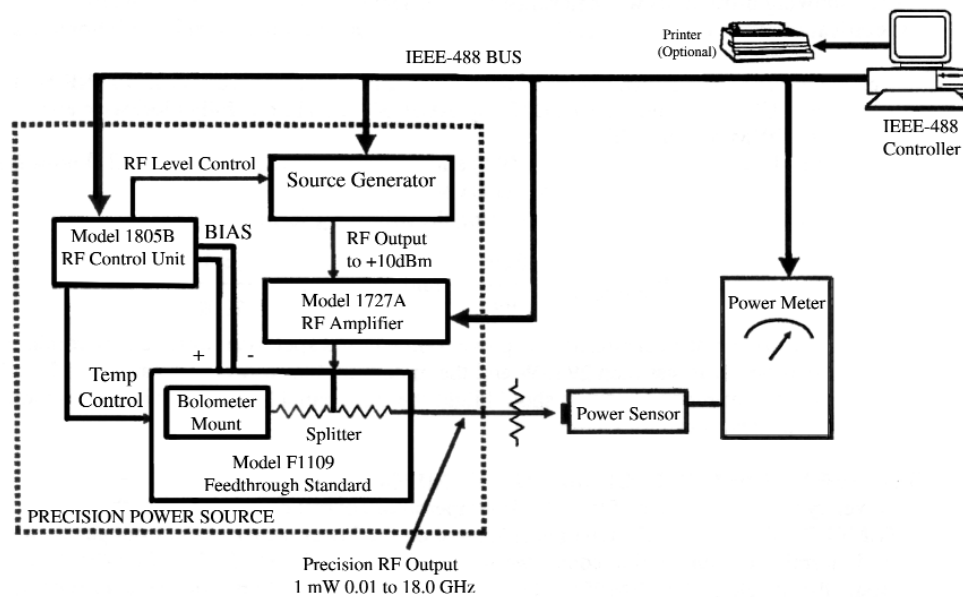 Printer
(Optional)
IEEE-488 BUS
IEEE-488
Controller
RF Level Control
Source Generator
Model 1805B
RF Control Unit
BIAS
RF Output
to +10dBm
Model 1727A
RF Amplifier
Power Meter
+ -
Temp
Control
Bolometer
Mount
Splitter
Power Sensor
Model F1109
Feedthrough Standard
PRECISION POWER SOURCE
Precision RF Output
1 mW 0.01 to 18.0 GHz